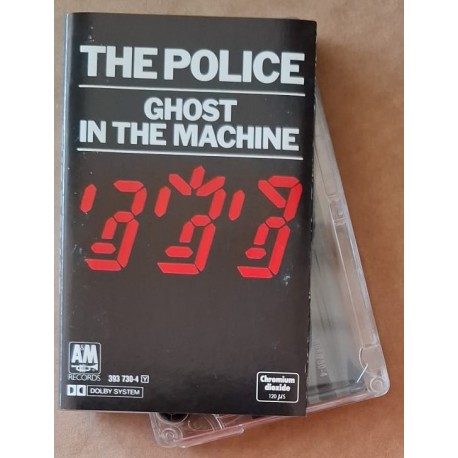 THE POLICE
GHOST
IN THE MACHINE
A&M
RECORDS 393 730-4 Y
DOLBY SYSTEM
Chromium
dioxide
120 µS